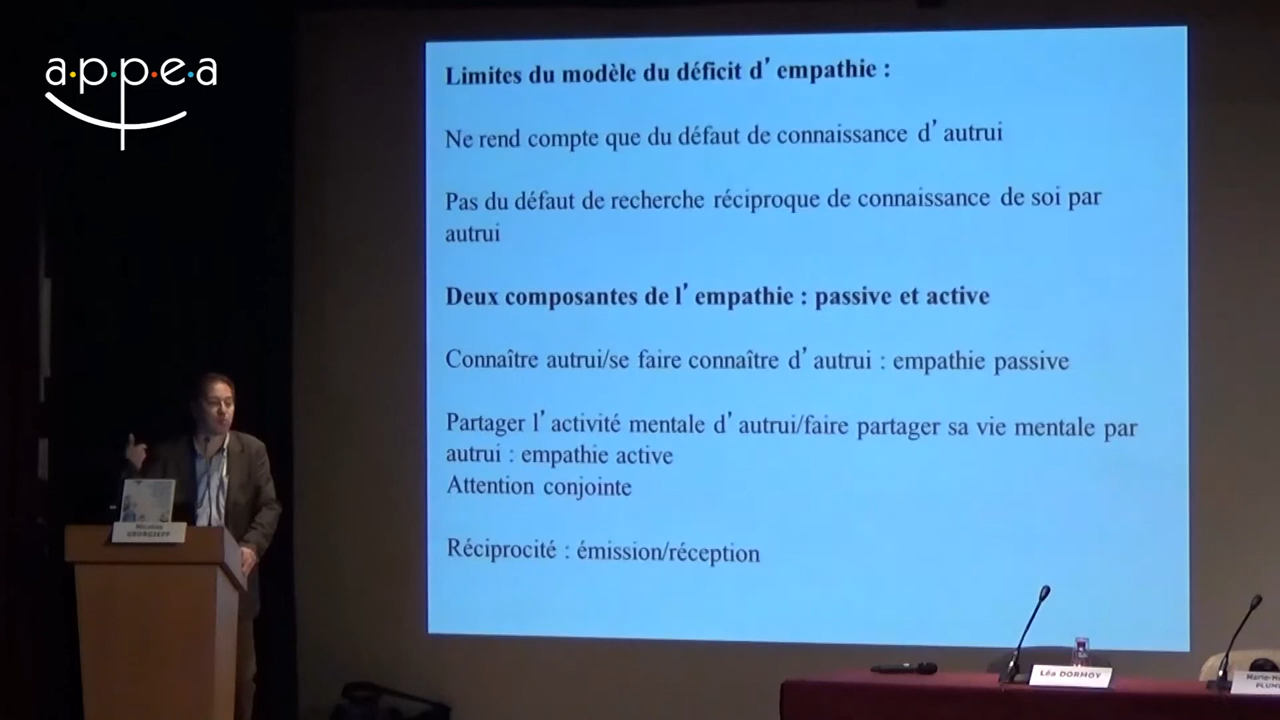 a·p·p·e·a
Limites du modèle du déficit d’ empathie :
Ne rend compte que du défaut de connaissance d’ autrui
Pas du défaut de recherche réciproque de connaissance de soi par
autrui
Deux composantes de l’ empathie : passive et active
Connaître autrui/se faire connaître d’ autrui : empathie passive
Partager l’ activité mentale d’ autrui/faire partager sa vie mentale par
autrui : empathie active
Attention conjointe
Réciprocité : émission/réception
Nicolas
GEORGIEFF
Léa DORMOY